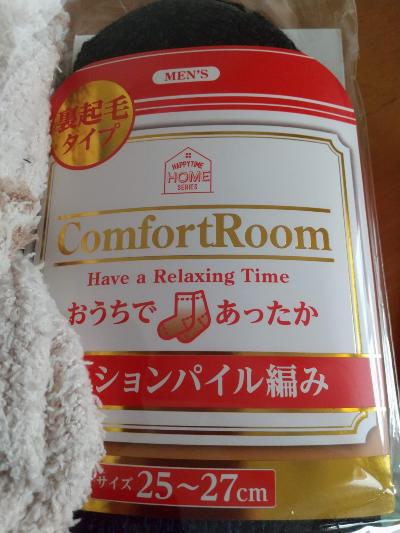 MEN'S
裏起毛
タイプ
HAPPY TIME
HOME
SERIES
ComfortRoom
Have a Relaxing Time
おうちで あったか
ションパイル編み
サイズ 25～27cm